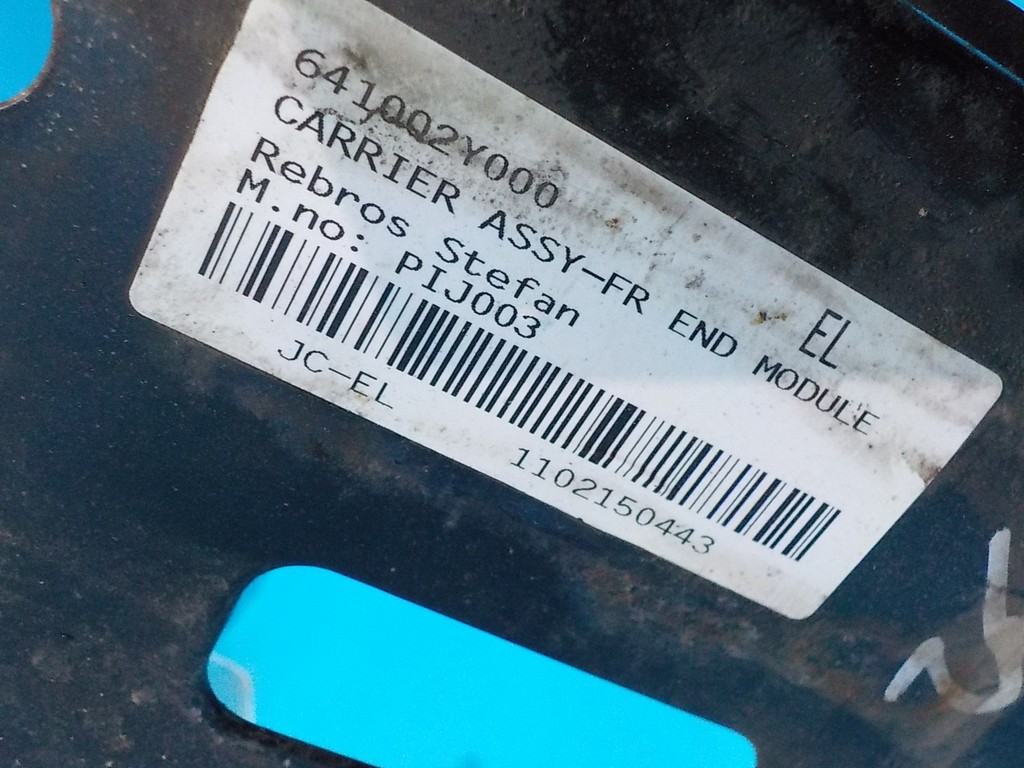 641002Y000
CARRIER ASSY-FR END MODULE
EL
Rebros Stefan
M.no: PIJ003
JC-EL
1102150443